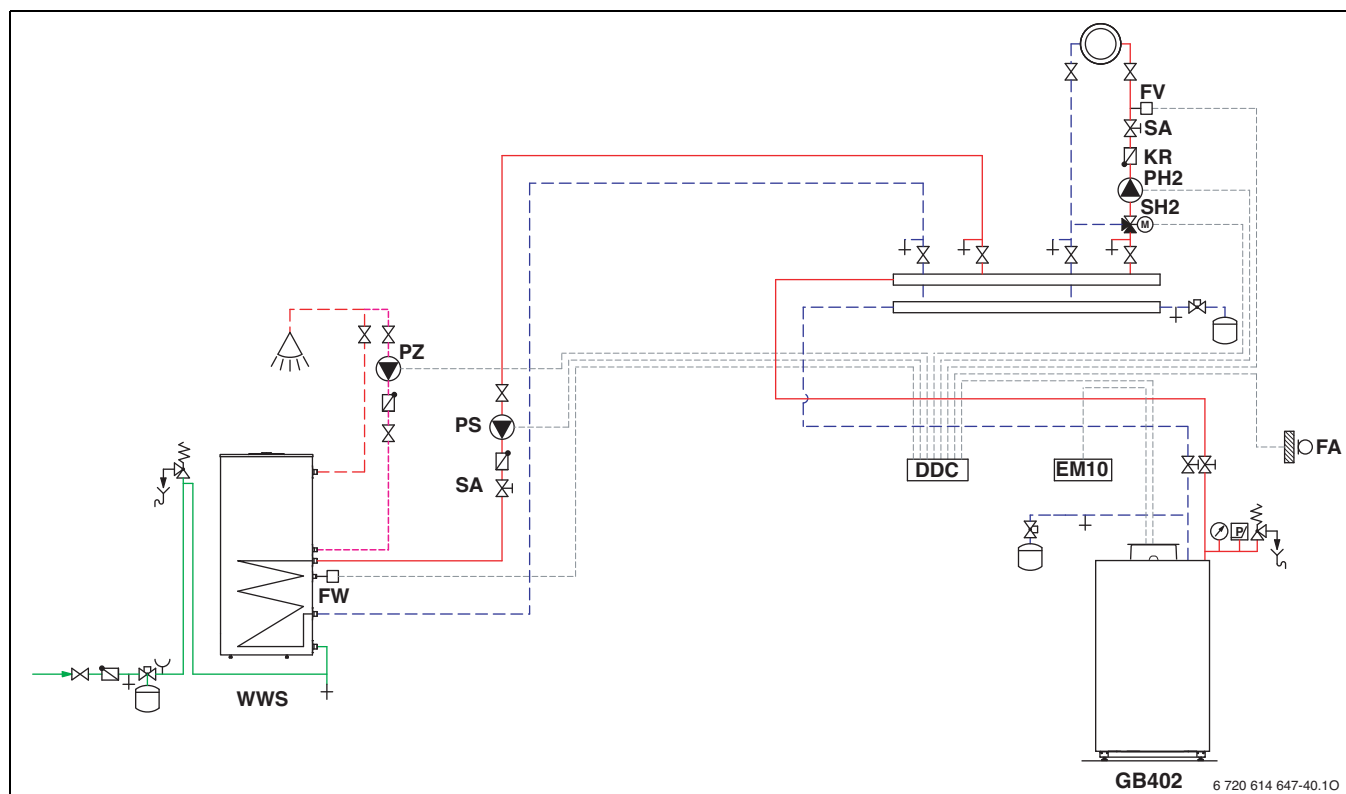 FV
SA
KR
PH2
SH2
M
PZ
PS
SA
DDC
EM10
FA
P
FW
WWS
GB402
6 720 614 647-40.1O